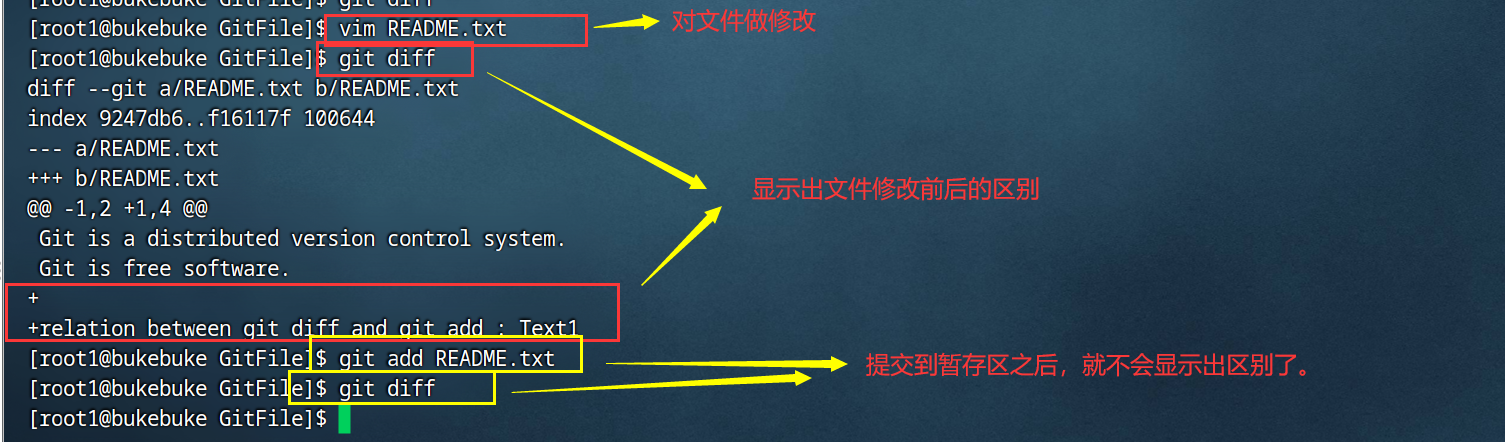 [root1@bukebuke GitFile]$ git diff
[root1@bukebuke GitFile]$ vim README.txt
对文件做修改
[root1@bukebuke GitFile]$ git diff
diff --git a/README.txt b/README.txt
index 9247db6..f16117f 100644
--- a/README.txt
+++ b/README.txt
显示出文件修改前后的区别
@@ -1,2 +1,4 @@
 Git is a distributed version control system.
 Git is free software.
+
+relation between git diff and git add : Text1
[root1@bukebuke GitFile]$ git add README.txt
提交到暂存区之后，就不会显示出区别了。
[root1@bukebuke GitFile]$ git diff
[root1@bukebuke GitFile]$